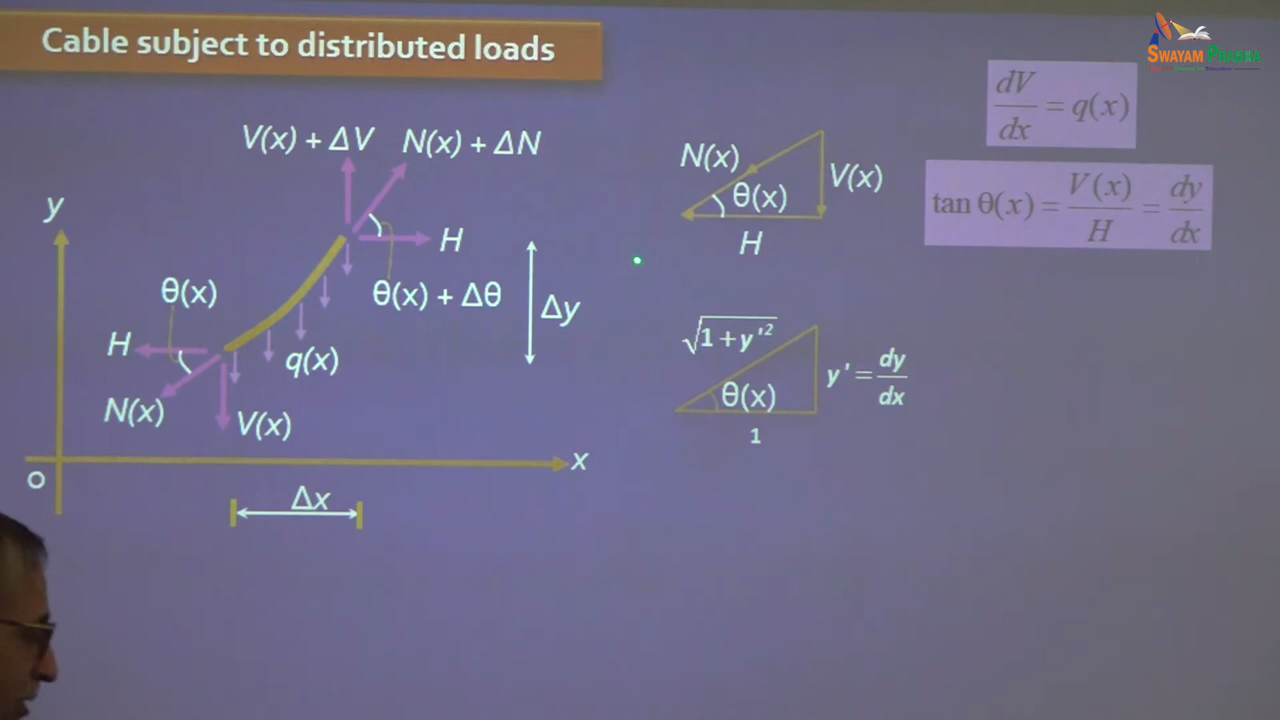 Cable subject to distributed loads
SWAYAM PRABHA
dV/dx = q(x)
V(x) + ΔV N(x) + ΔN
N(x)
V(x)
θ(x)
H
tan θ(x) = V(x)/H = dy/dx
y
H
θ(x) + Δθ
Δy
θ(x)
H
q(x)
N(x)
V(x)
√1 + y'²
θ(x)
y' = dy/dx
1
x
O
Δx